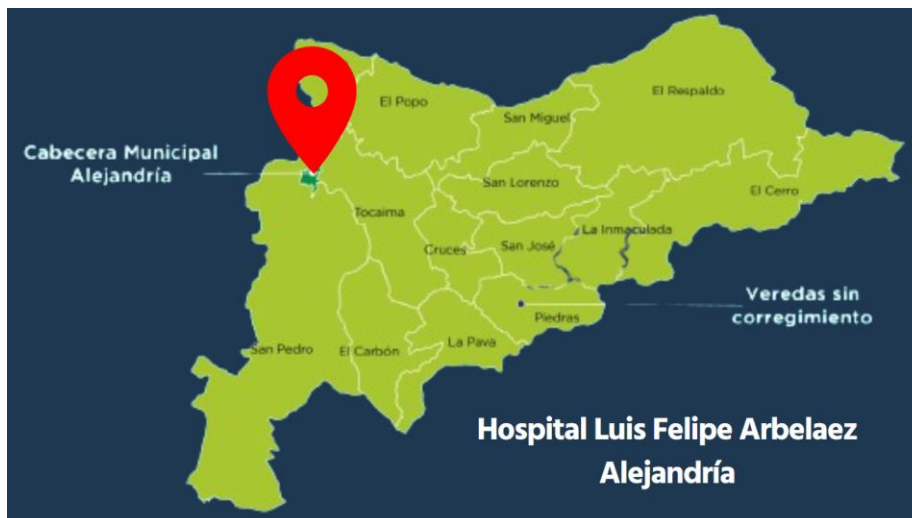 El Popo
El Respaldo
San Miguel
Cabecera Municipal
Alejandría
San Lorenzo
El Cerro
Tocaima
La Inmaculada
Cruces
San José
Veredas sin
corregimiento
Piedras
La Pava
San Pedro
El Carbón
Hospital Luis Felipe Arbelaez
Alejandría